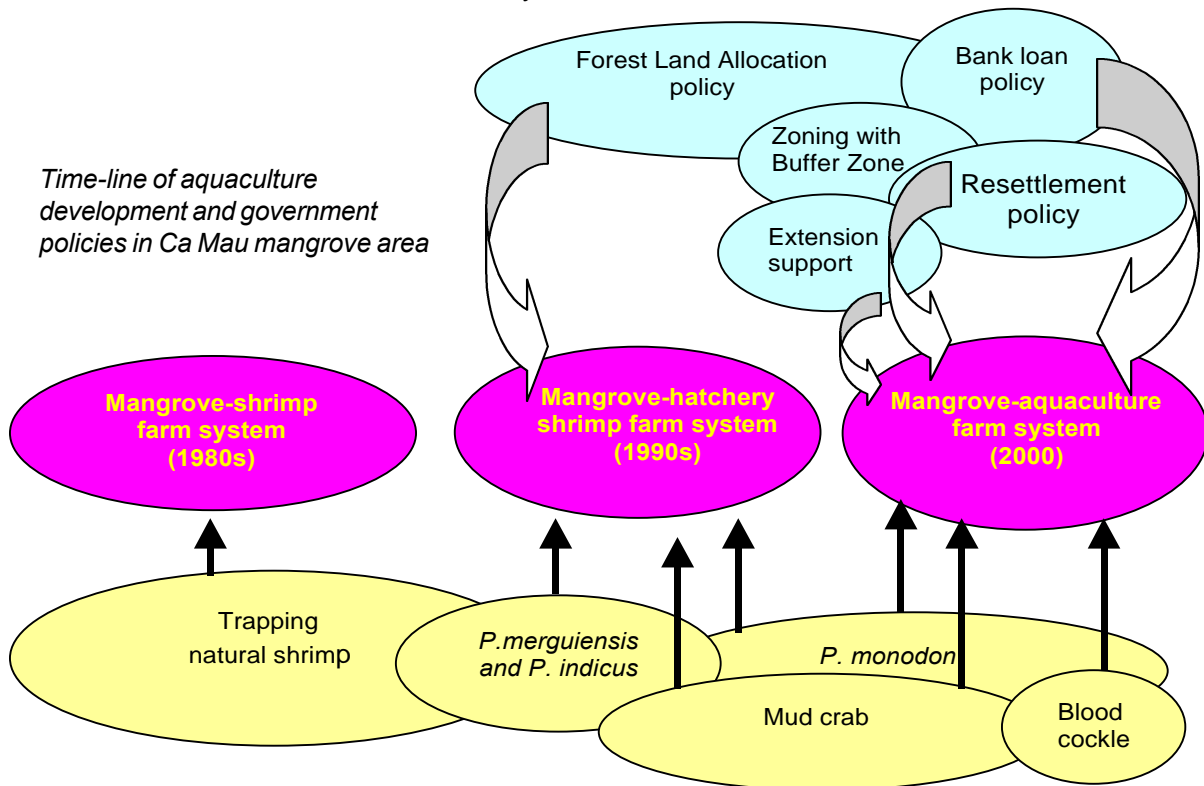 Forest Land Allocation
policy
Bank loan
policy
Zoning with
Buffer Zone
Resettlement
policy
Extension
support
Time-line of aquaculture
development and government
policies in Ca Mau mangrove area
Mangrove-shrimp
farm system
(1980s)
Mangrove-hatchery
shrimp farm system
(1990s)
Mangrove-aquaculture
farm system
(2000)
Trapping
natural shrimp
P.merguiensis
and P. indicus
P. monodon
Mud crab
Blood
cockle